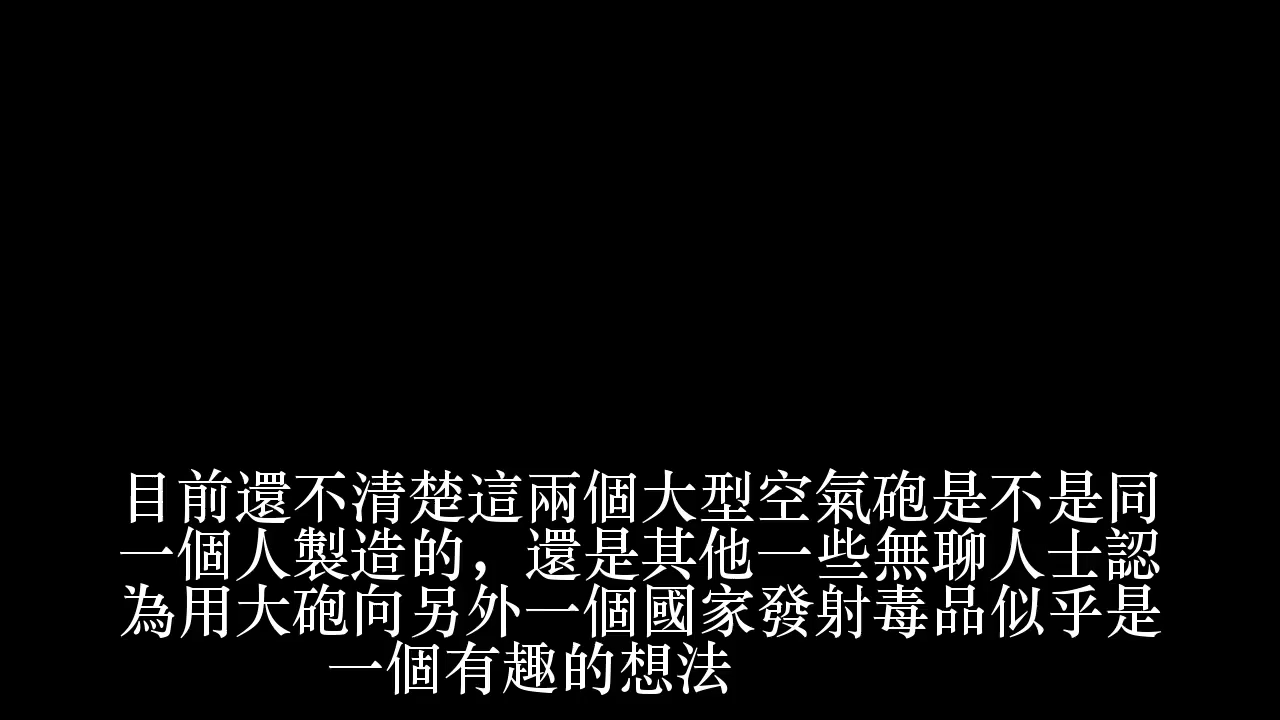 目前還不清楚這兩個大型空氣砲是不是同
一個人製造的，還是其他一些無聊人士認
為用大砲向另外一個國家發射毒品似乎是
一個有趣的想法